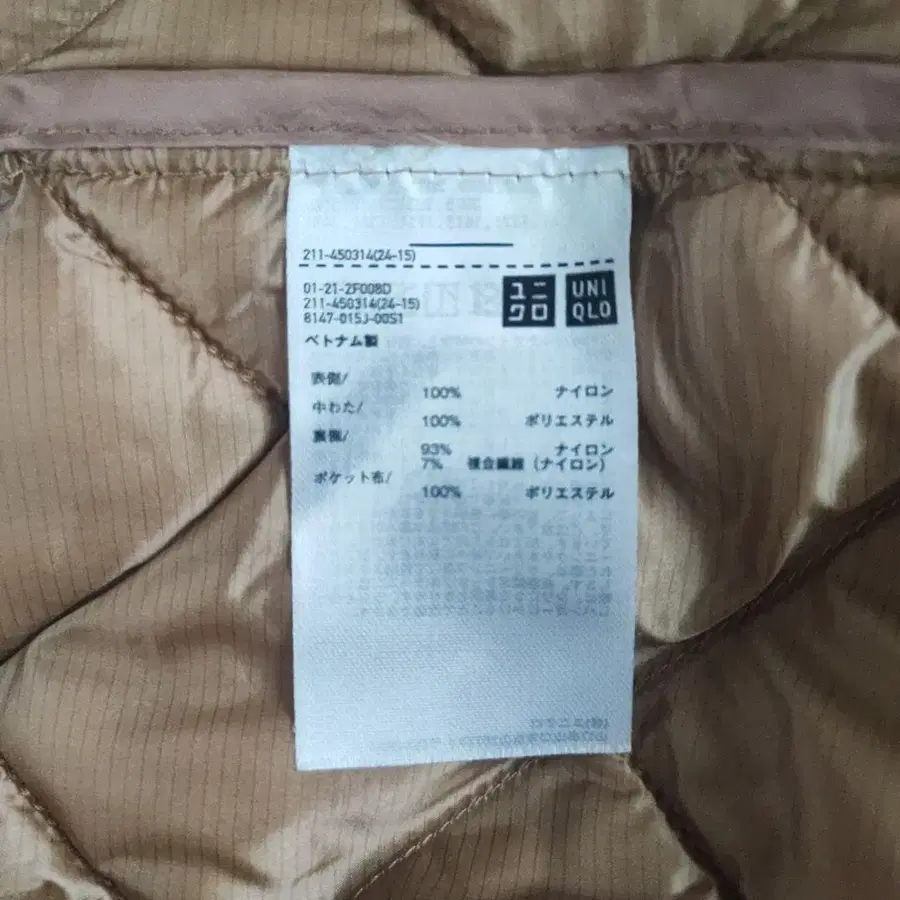 211-450314(24-15)
01-21-2F008D
211-450314(24-15)
8147-015J-00S1
ユニ
クロ
UNI
QLO
ベトナム製
表側/
100% ナイロン
中わた/
100% ポリエステル
裏側/
93% ナイロン
7% 複合繊維 (ナイロン)
ポケット布/
100% ポリエステル